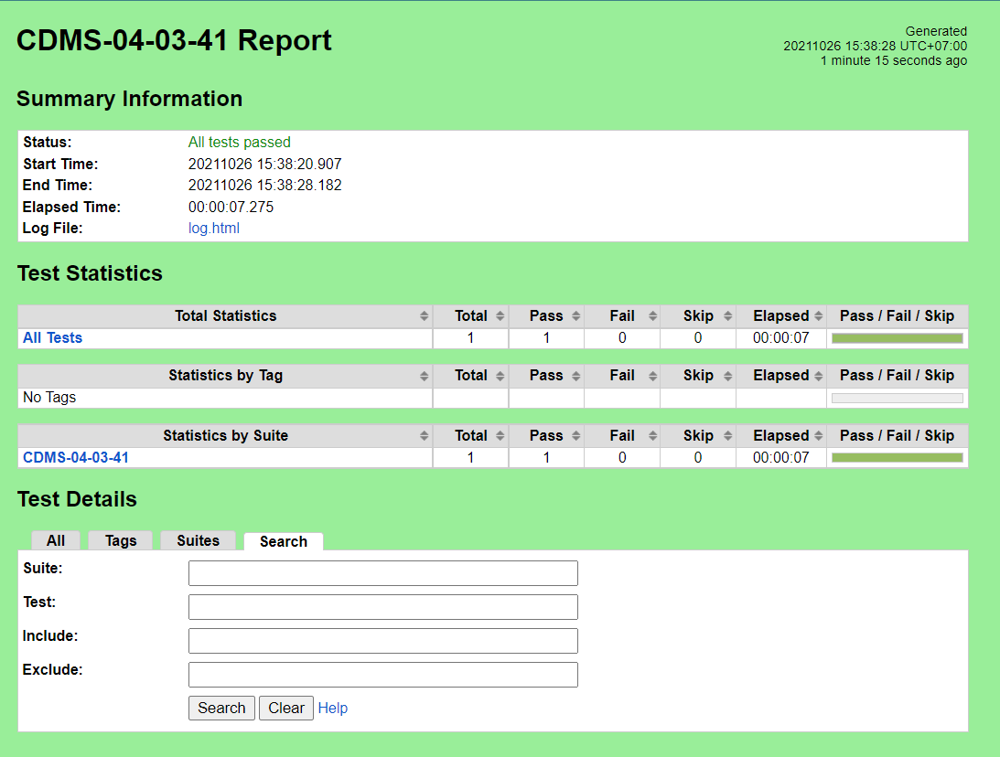 CDMS-04-03-41 Report
Generated
20211026 15:38:28 UTC+07:00
1 minute 15 seconds ago
Summary Information
Status: All tests passed
Start Time: 20211026 15:38:20.907
End Time: 20211026 15:38:28.182
Elapsed Time: 00:00:07.275
Log File: log.html
Test Statistics
Total Statistics Total Pass Fail Skip Elapsed Pass / Fail / Skip
All Tests 1 1 0 0 00:00:07
Statistics by Tag Total Pass Fail Skip Elapsed Pass / Fail / Skip
No Tags
Statistics by Suite Total Pass Fail Skip Elapsed Pass / Fail / Skip
CDMS-04-03-41 1 1 0 0 00:00:07
Test Details
All Tags Suites Search
Suite:
Test:
Include:
Exclude:
Search Clear Help